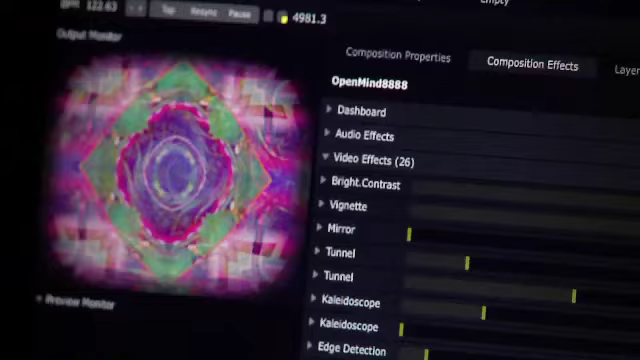 BPM 122.63
Tap Resync Pause
4981.3
Empty
Output Monitor
Composition Properties
Composition Effects
Layer
OpenMind8888
Dashboard
Audio Effects
Video Effects (26)
Bright.Contrast
Vignette
Mirror
Tunnel
Tunnel
Kaleidoscope
Kaleidoscope
Edge Detection
Preview Monitor